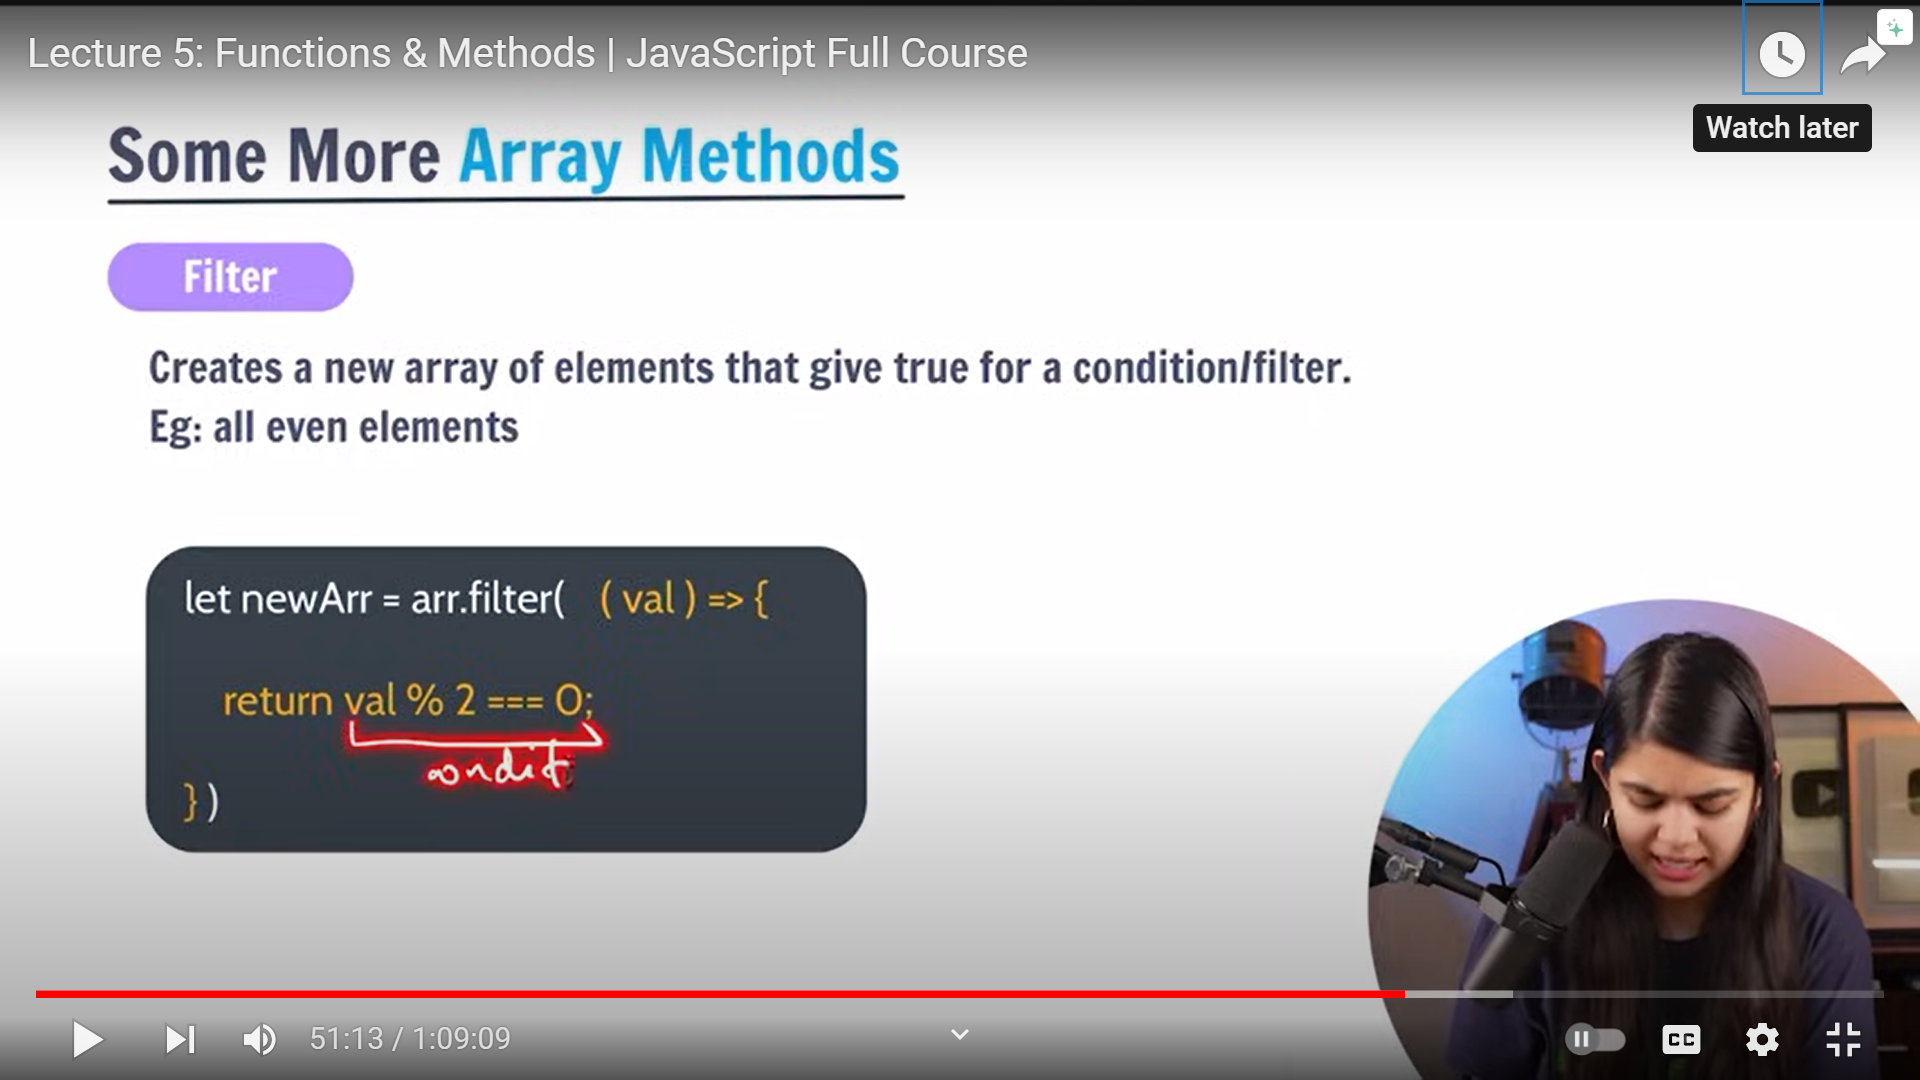 Lecture 5: Functions & Methods | JavaScript Full Course
Watch later
Some More Array Methods
Filter
Creates a new array of elements that give true for a condition/filter.
Eg: all even elements
let newArr = arr.filter( ( val ) => {
return val % 2 === 0;
condit
} )
51:13 / 1:09:09
CC